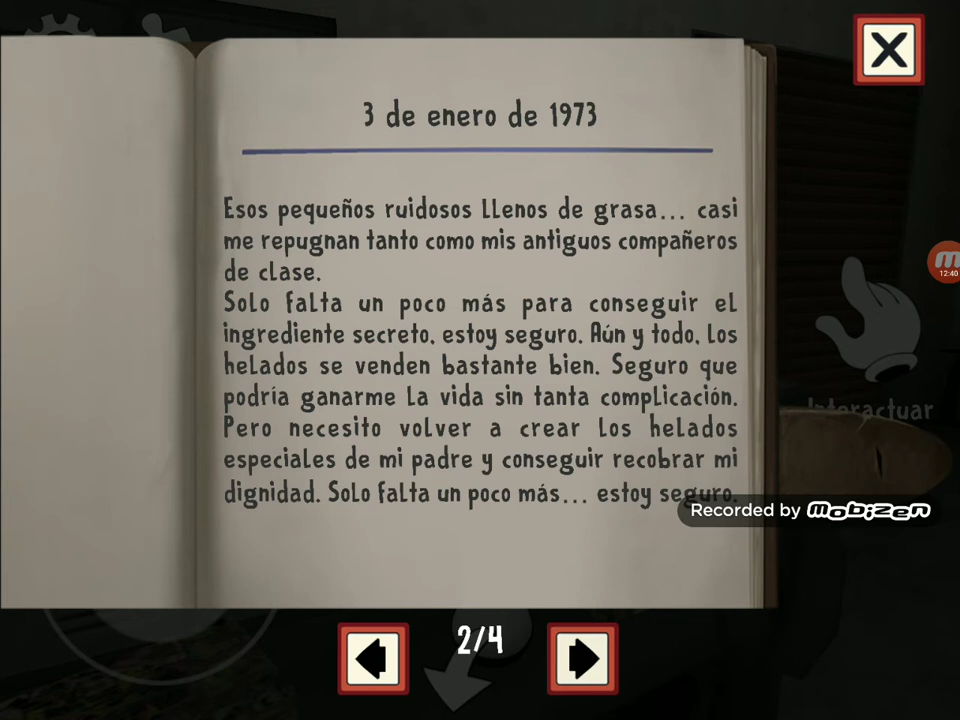 3 de enero de 1973
Esos pequeños ruidosos llenos de grasa... casi
me repugnan tanto como mis antiguos compañeros
de clase.
Solo falta un poco más para conseguir el
ingrediente secreto, estoy seguro. Aún y todo, los
helados se venden bastante bien. Seguro que
podría ganarme la vida sin tanta complicación.
Pero necesito volver a crear los helados
especiales de mi padre y conseguir recobrar mi
dignidad. Solo falta un poco más... estoy seguro.
12:40
Interactuar
Recorded by mobizen
2/4